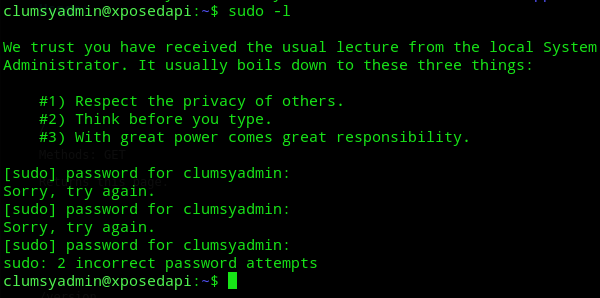 clumsyadmin@xposedapi:~$ sudo -l
We trust you have received the usual lecture from the local System
Administrator. It usually boils down to these three things:
#1) Respect the privacy of others.
#2) Think before you type.
#3) With great power comes great responsibility.
[sudo] password for clumsyadmin:
Sorry, try again.
[sudo] password for clumsyadmin:
Sorry, try again.
[sudo] password for clumsyadmin:
sudo: 2 incorrect password attempts
clumsyadmin@xposedapi:~$